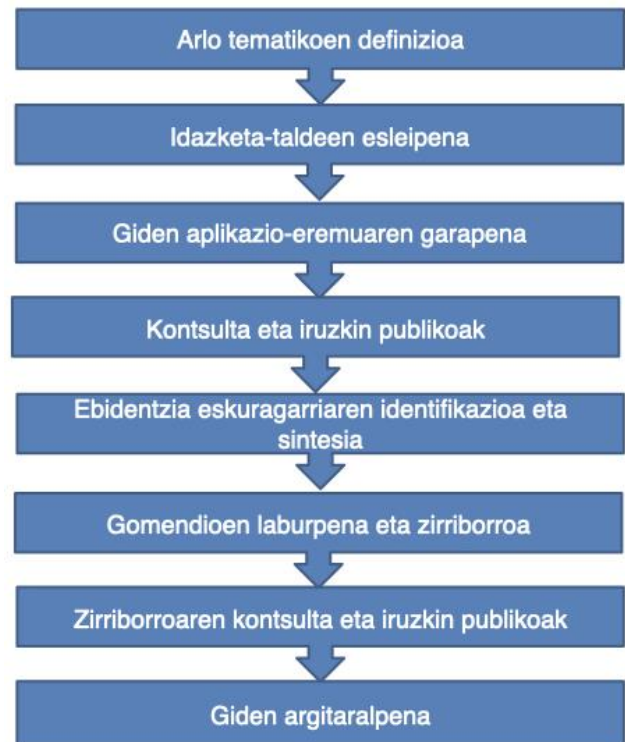 Arlo tematikoen definizioa
Idazketa-taldeen esleipena
Giden aplikazio-eremuaren garapena
Kontsulta eta iruzkin publikoak
Ebidentzia eskuragarriaren identifikazioa eta
sintesia
Gomendioen laburpena eta zirriborroa
Zirriborroaren kontsulta eta iruzkin publikoak
Giden argitaralpena